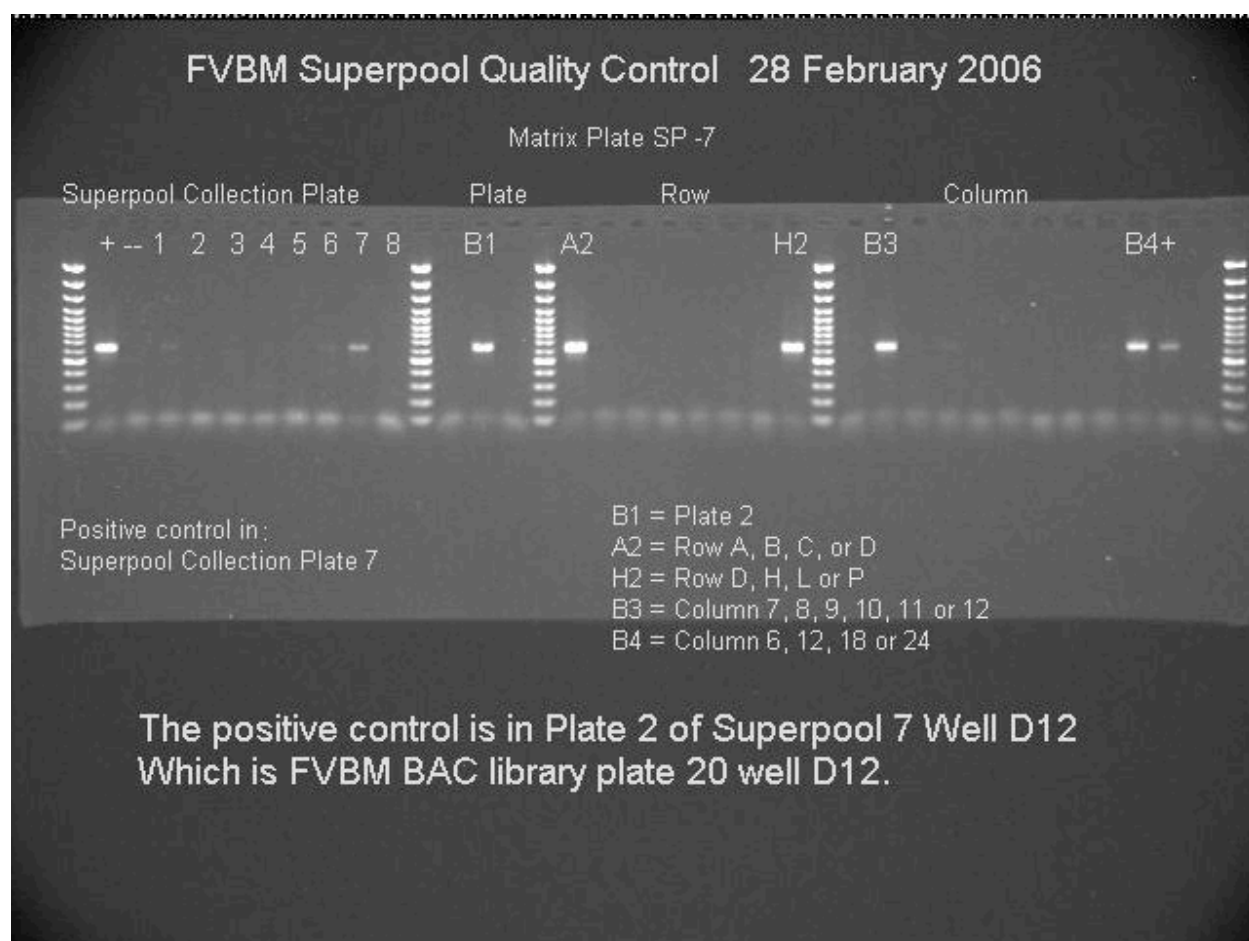 FVBM Superpool Quality Control 28 February 2006
Matrix Plate SP -7
Superpool Collection Plate Plate Row Column
+ -- 1 2 3 4 5 6 7 8 B1 A2 H2 B3 B4+
Positive control in:
Superpool Collection Plate 7
B1 = Plate 2
A2 = Row A, B, C, or D
H2 = Row D, H, L or P
B3 = Column 7, 8, 9, 10, 11 or 12
B4 = Column 6, 12, 18 or 24
The positive control is in Plate 2 of Superpool 7 Well D12
Which is FVBM BAC library plate 20 well D12.